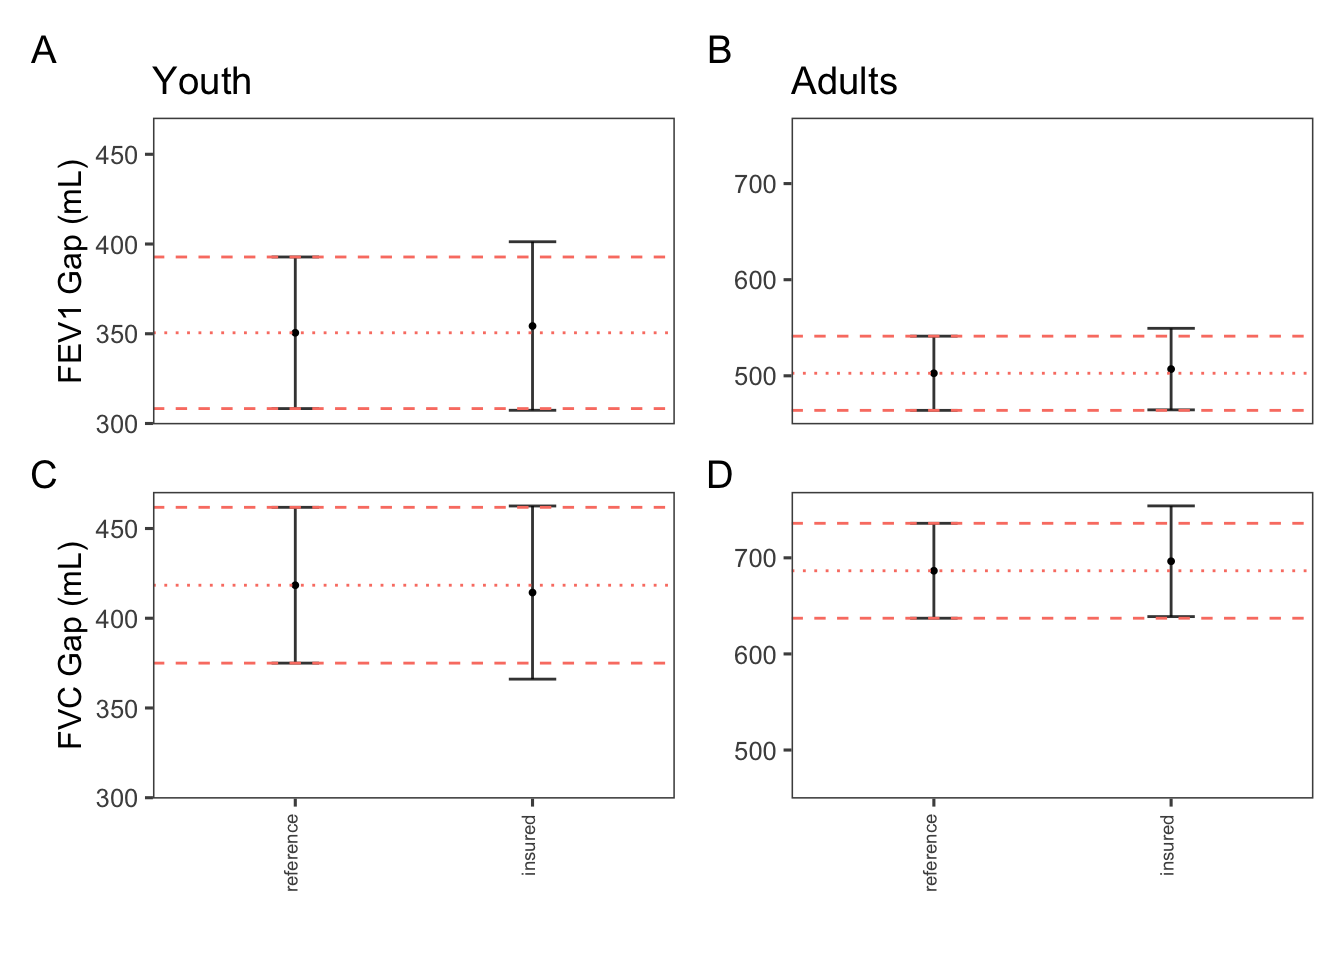 A
Youth
FEV1 Gap (mL)
450
400
350
300
B
Adults
700
600
500
C
FVC Gap (mL)
450
400
350
300
reference
insured
D
700
600
500
reference
insured